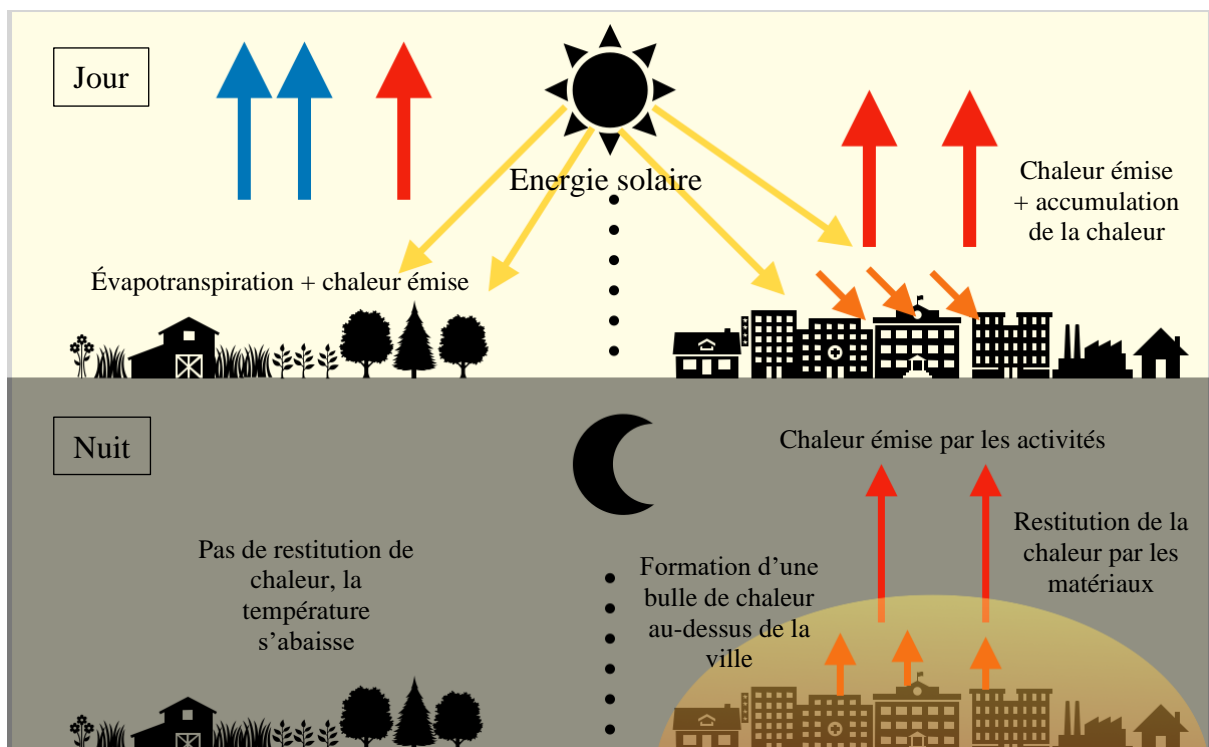 Jour
Energie solaire
Chaleur émise
+ accumulation
de la chaleur
Évapotranspiration + chaleur émise
Nuit
Chaleur émise par les activités
Pas de restitution de
chaleur, la
température
s’abaisse
Formation d’une
bulle de chaleur
au-dessus de la
ville
Restitution de la
chaleur par les
matériaux